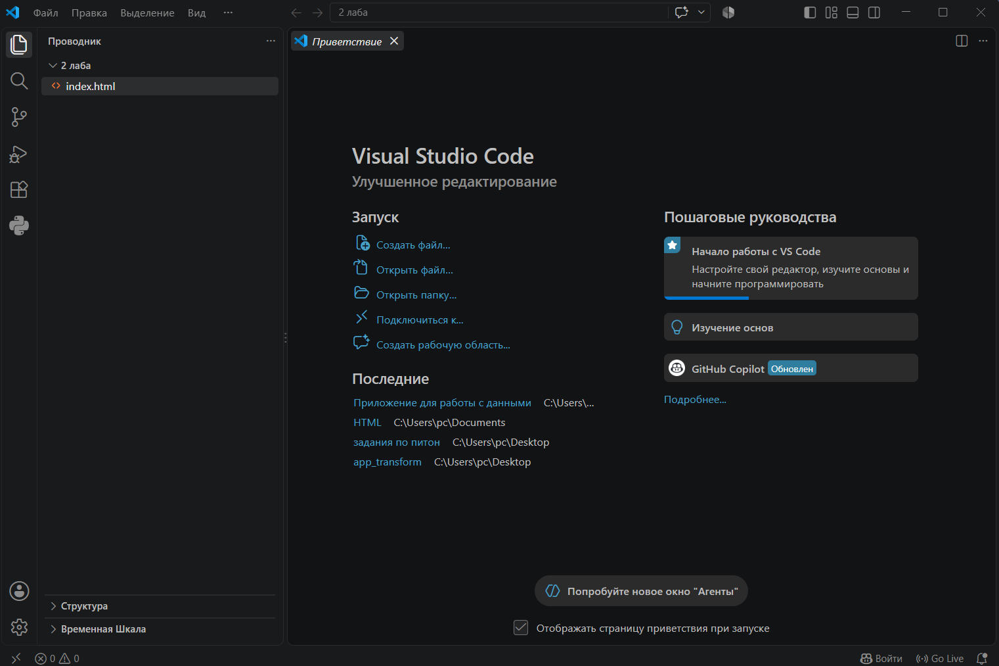 Файл Правка Выделение Вид ··· 2 лаба
Проводник ···
2 лаба
index.html
Структура
Временная Шкала
Приветствие
Visual Studio Code
Улучшенное редактирование
Запуск
Создать файл...
Открыть файл...
Открыть папку...
Подключиться к...
Создать рабочую область...
Последние
Приложение для работы с данными C:\Users\...
HTML C:\Users\pc\Documents
задания по питон C:\Users\pc\Desktop
app_transform C:\Users\pc\Desktop
Пошаговые руководства
Начало работы с VS Code
Настройте свой редактор, изучите основы и
начните программировать
Изучение основ
GitHub Copilot Обновлен
Подробнее...
Попробуйте новое окно "Агенты"
Отображать страницу приветствия при запуске
0 0 Войти Go Live